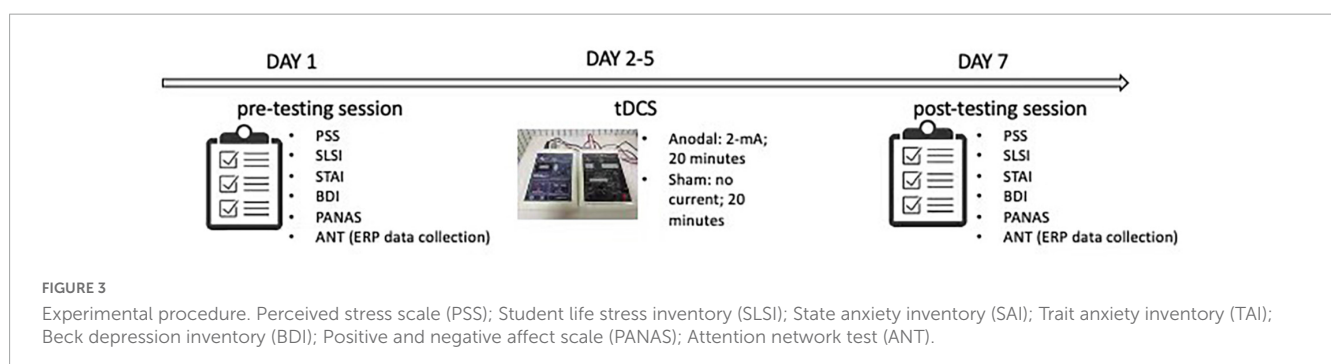 DAY 1
DAY 2-5
DAY 7
pre-testing session
• PSS
• SLSI
• STAI
• BDI
• PANAS
• ANT (ERP data collection)
tDCS
• Anodal: 2-mA;
20 minutes
• Sham: no
current; 20
minutes
post-testing session
• PSS
• SLSI
• STAI
• BDI
• PANAS
• ANT (ERP data collection)
FIGURE 3
Experimental procedure. Perceived stress scale (PSS); Student life stress inventory (SLSI); State anxiety inventory (SAI); Trait anxiety inventory (TAI);
Beck depression inventory (BDI); Positive and negative affect scale (PANAS); Attention network test (ANT).